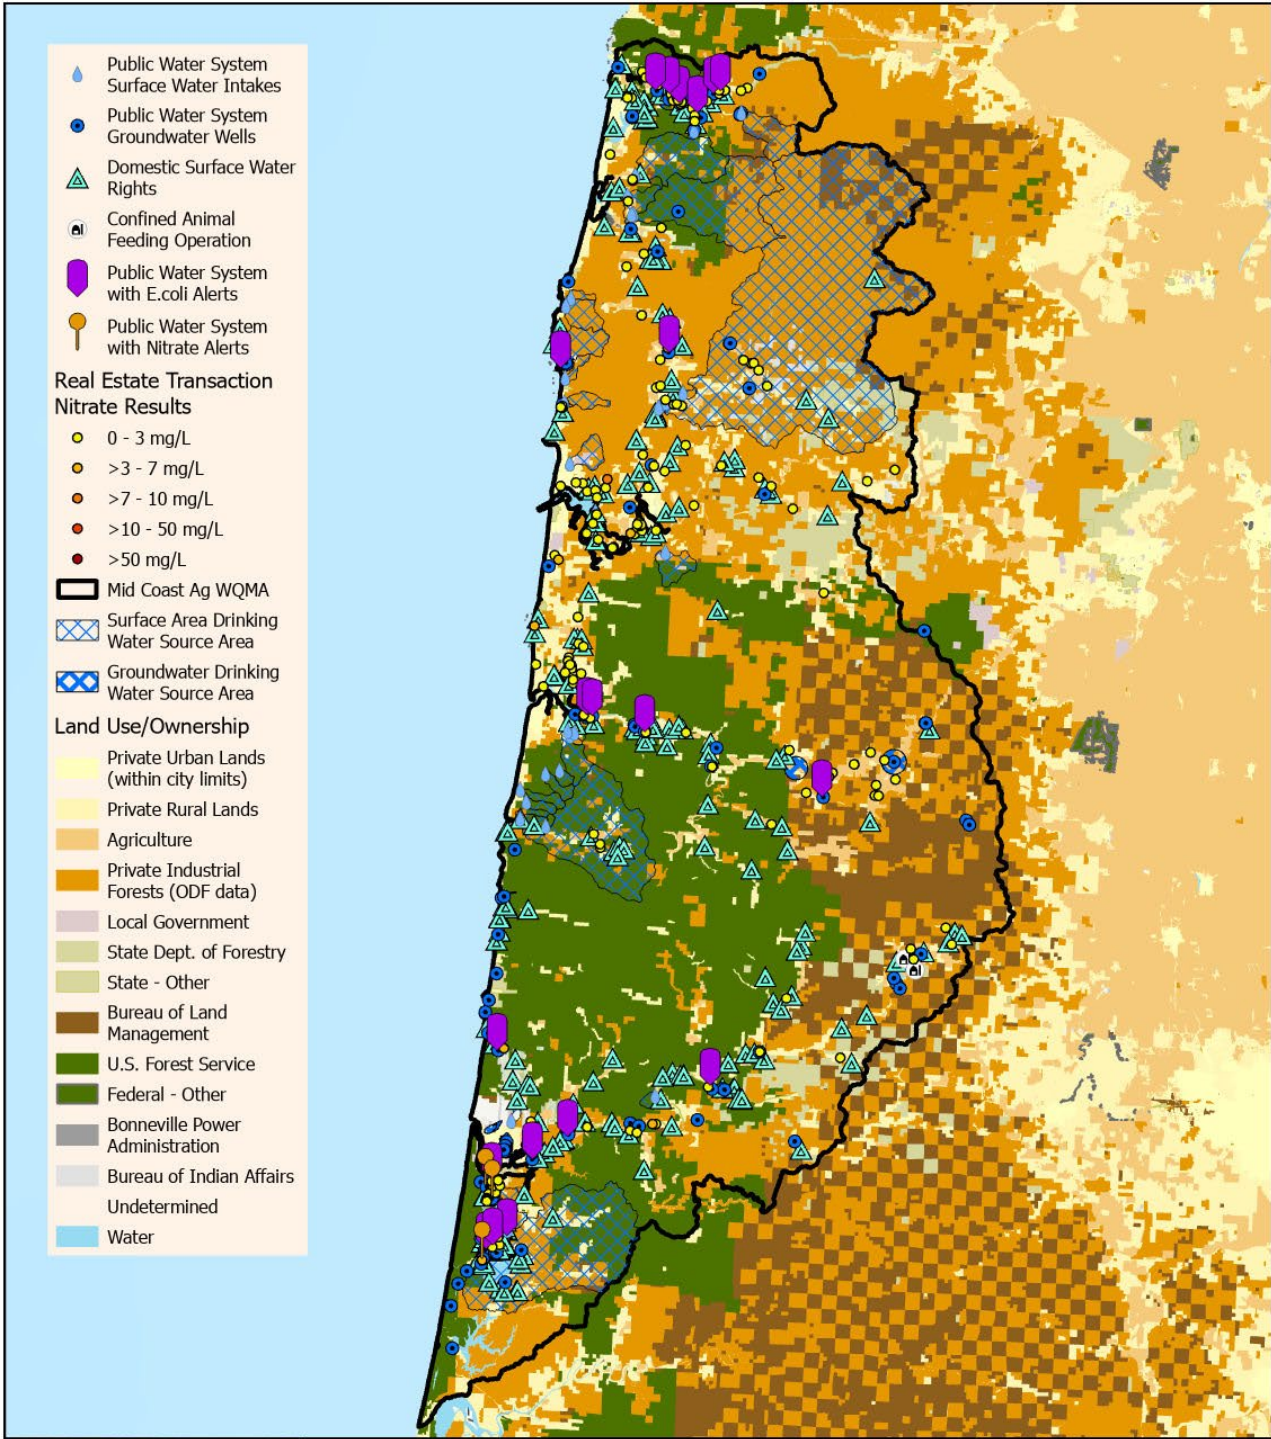 Public Water System
Surface Water Intakes
Public Water System
Groundwater Wells
Domestic Surface Water
Rights
Confined Animal
Feeding Operation
Public Water System
with E.coli Alerts
Public Water System
with Nitrate Alerts
Real Estate Transaction
Nitrate Results
0 - 3 mg/L
>3 - 7 mg/L
>7 - 10 mg/L
>10 - 50 mg/L
>50 mg/L
Mid Coast Ag WQMA
Surface Area Drinking
Water Source Area
Groundwater Drinking
Water Source Area
Land Use/Ownership
Private Urban Lands
(within city limits)
Private Rural Lands
Agriculture
Private Industrial
Forests (ODF data)
Local Government
State Dept. of Forestry
State - Other
Bureau of Land
Management
U.S. Forest Service
Federal - Other
Bonneville Power
Administration
Bureau of Indian Affairs
Undetermined
Water